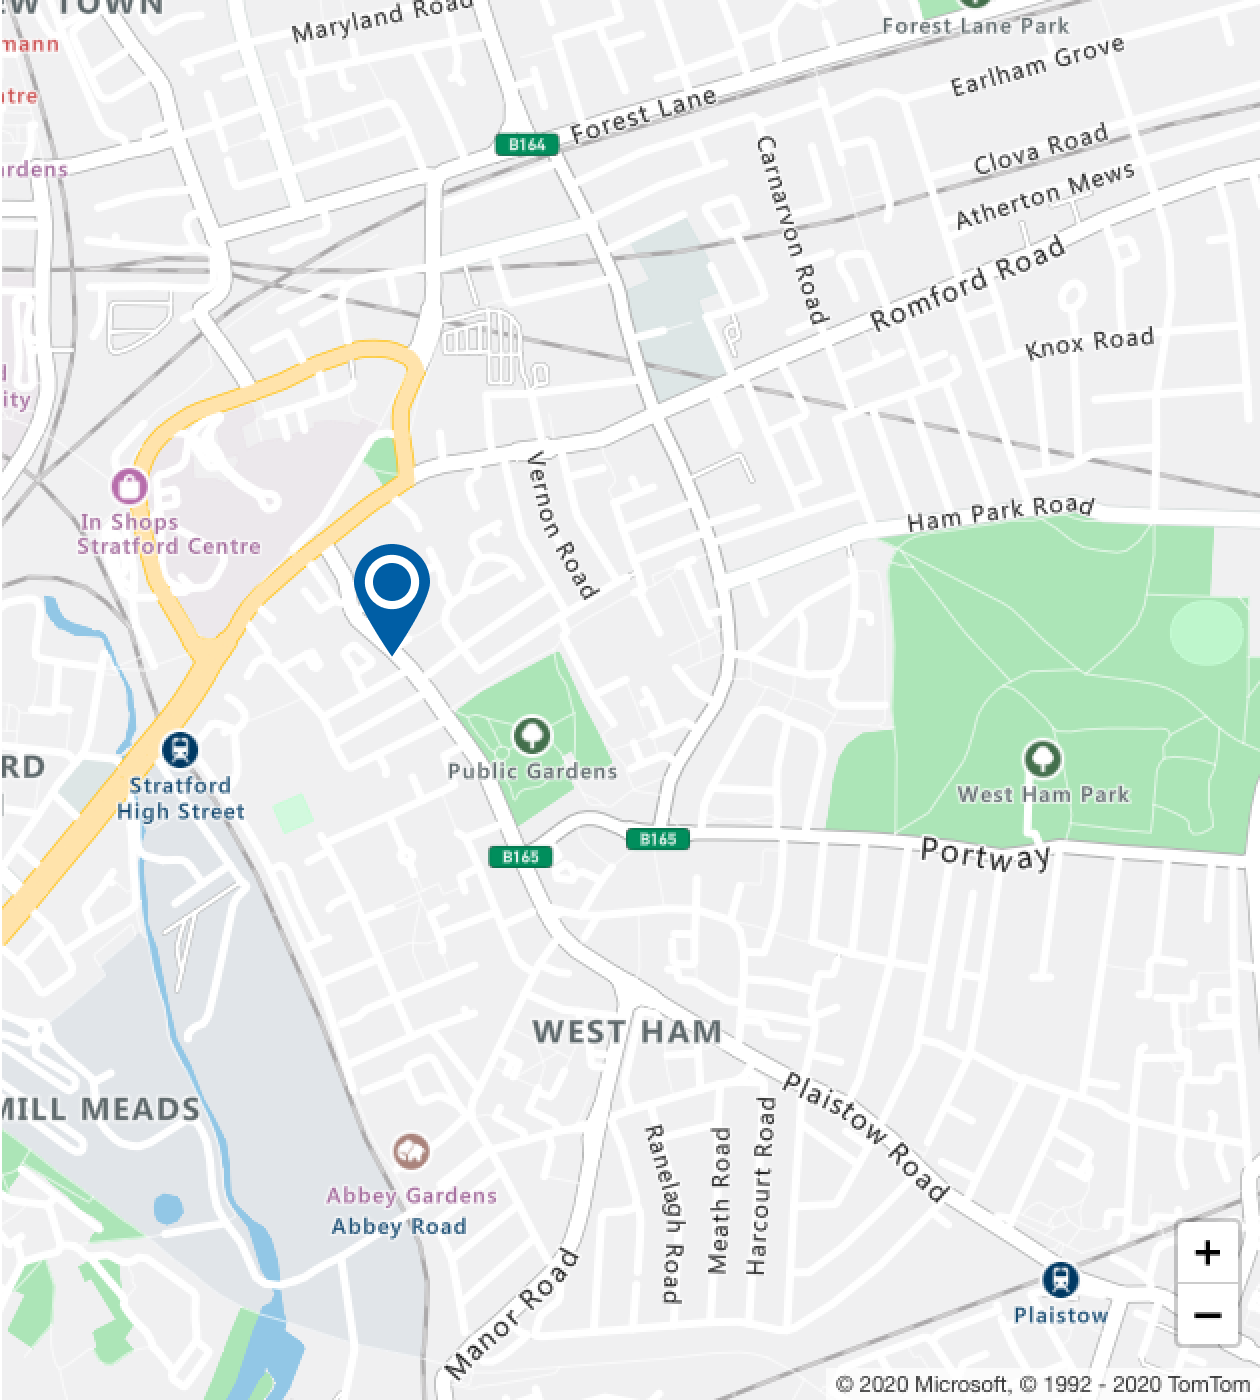 EW TOWN
Maryland Road
Forest Lane Park
mann
Earlham Grove
atre
Forest Lane
B164
Clova Road
ardens
Atherton Mews
Carnarvon Road
Romford Road
Knox Road
d
ity
Vernon Road
In Shops
Stratford Centre
Ham Park Road
Public Gardens
RD
Stratford
High Street
West Ham Park
B165
B165
Portway
WEST HAM
Plaistow Road
MILL MEADS
Ranelagh Road
Meath Road
Harcourt Road
Abbey Gardens
Abbey Road
+
−
Manor Road
Plaistow
© 2020 Microsoft, © 1992 - 2020 TomTom